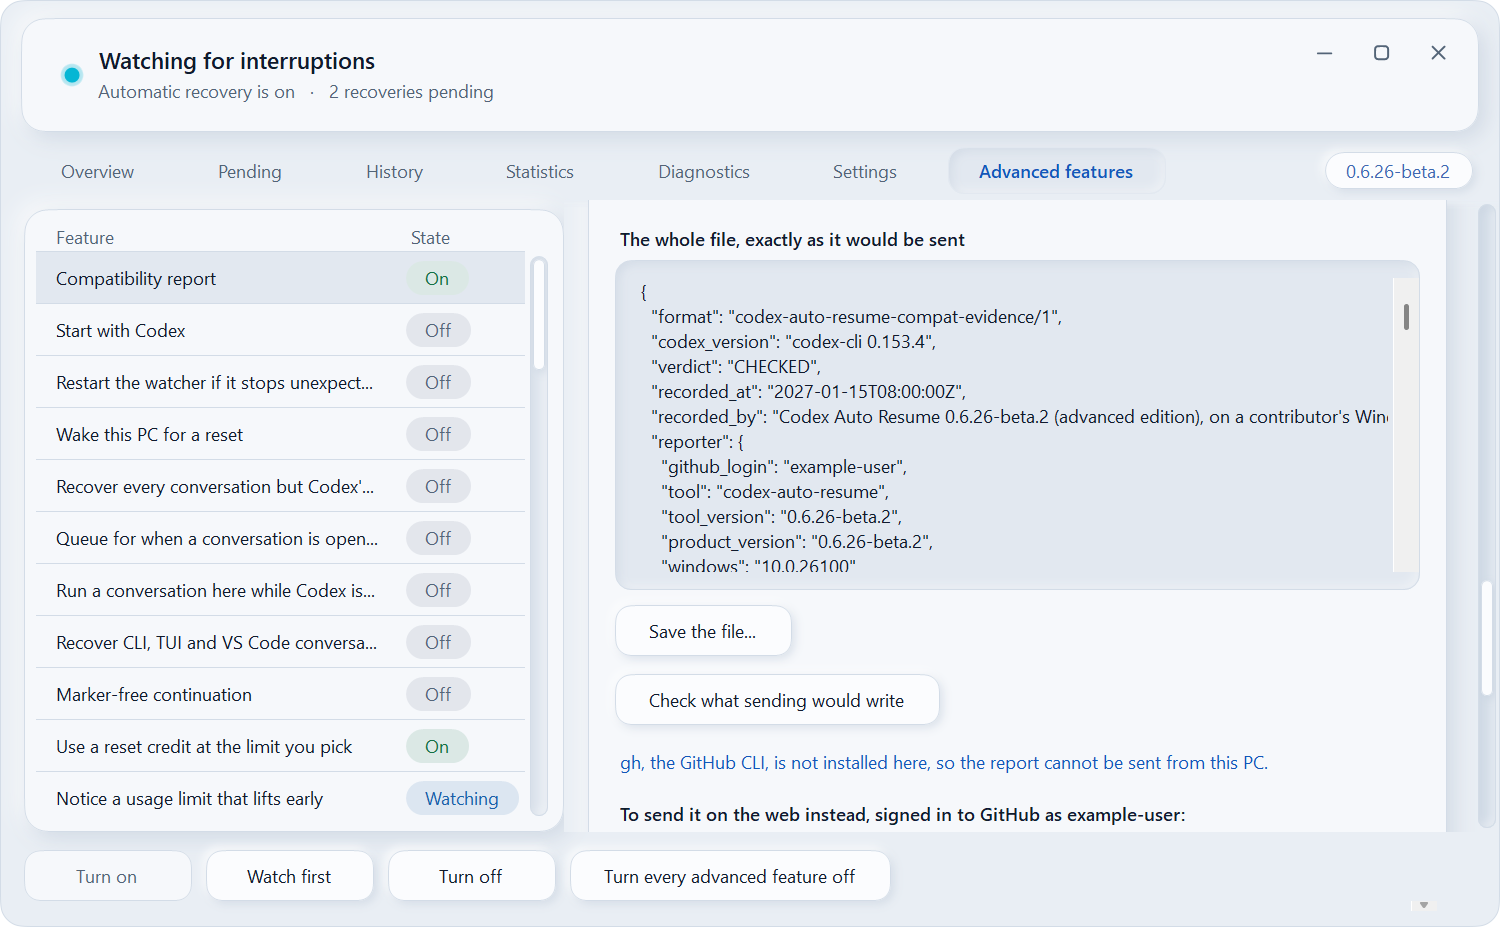 Watching for interruptions
Automatic recovery is on · 2 recoveries pending
Overview
Pending
History
Statistics
Diagnostics
Settings
Advanced features
0.6.26-beta.2
Feature State
Compatibility report On
Start with Codex Off
Restart the watcher if it stops unexpect... Off
Wake this PC for a reset Off
Recover every conversation but Codex'... Off
Queue for when a conversation is open... Off
Run a conversation here while Codex is... Off
Recover CLI, TUI and VS Code conversa... Off
Marker-free continuation Off
Use a reset credit at the limit you pick On
Notice a usage limit that lifts early Watching
The whole file, exactly as it would be sent
{
"format": "codex-auto-resume-compat-evidence/1",
"codex_version": "codex-cli 0.153.4",
"verdict": "CHECKED",
"recorded_at": "2027-01-15T08:00:00Z",
"recorded_by": "Codex Auto Resume 0.6.26-beta.2 (advanced edition), on a contributor's Win
"reporter": {
"github_login": "example-user",
"tool": "codex-auto-resume",
"tool_version": "0.6.26-beta.2",
"product_version": "0.6.26-beta.2",
"windows": "10.0.26100"
Save the file...
Check what sending would write
gh, the GitHub CLI, is not installed here, so the report cannot be sent from this PC.
To send it on the web instead, signed in to GitHub as example-user:
Turn on
Watch first
Turn off
Turn every advanced feature off